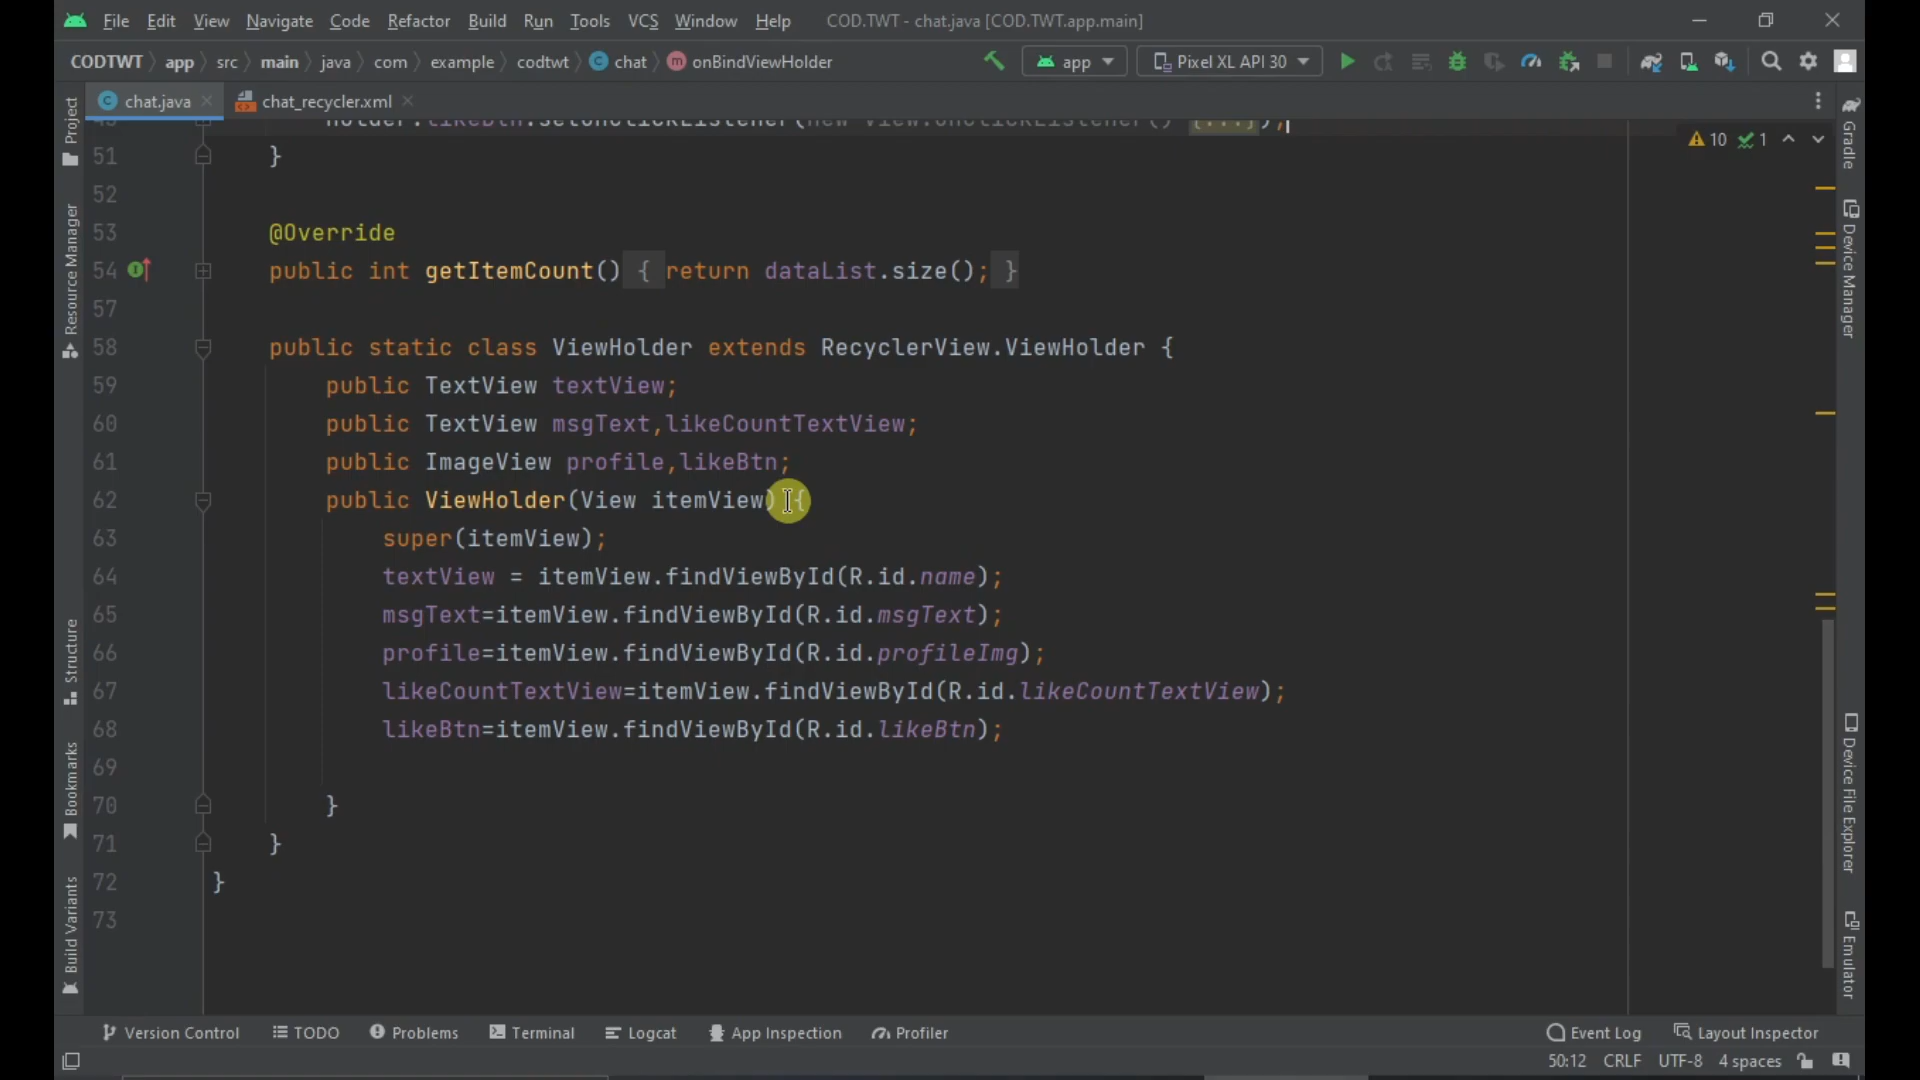 File Edit View Navigate Code Refactor Build Run Tools VCS Window Help COD.TWT - chat.java [COD.TWT.app.main]
CODTWT app src main java com example codtwt chat onBindViewHolder app Pixel XL API 30
chat.java chat_recycler.xml
10 1
51 }
52
53 @Override
54 public int getItemCount() { return dataList.size(); }
57
58 public static class ViewHolder extends RecyclerView.ViewHolder {
59 public TextView textView;
60 public TextView msgText,likeCountTextView;
61 public ImageView profile,likeBtn;
62 public ViewHolder(View itemView) {
63 super(itemView);
64 textView = itemView.findViewById(R.id.name);
65 msgText=itemView.findViewById(R.id.msgText);
66 profile=itemView.findViewById(R.id.profileImg);
67 likeCountTextView=itemView.findViewById(R.id.likeCountTextView);
68 likeBtn=itemView.findViewById(R.id.likeBtn);
69
70 }
71 }
72 }
73
Project
Resource Manager
Structure
Bookmarks
Build Variants
Gradle
Device Manager
Device File Explorer
Emulator
Version Control TODO Problems Terminal Logcat App Inspection Profiler Event Log Layout Inspector
50:12 CRLF UTF-8 4 spaces